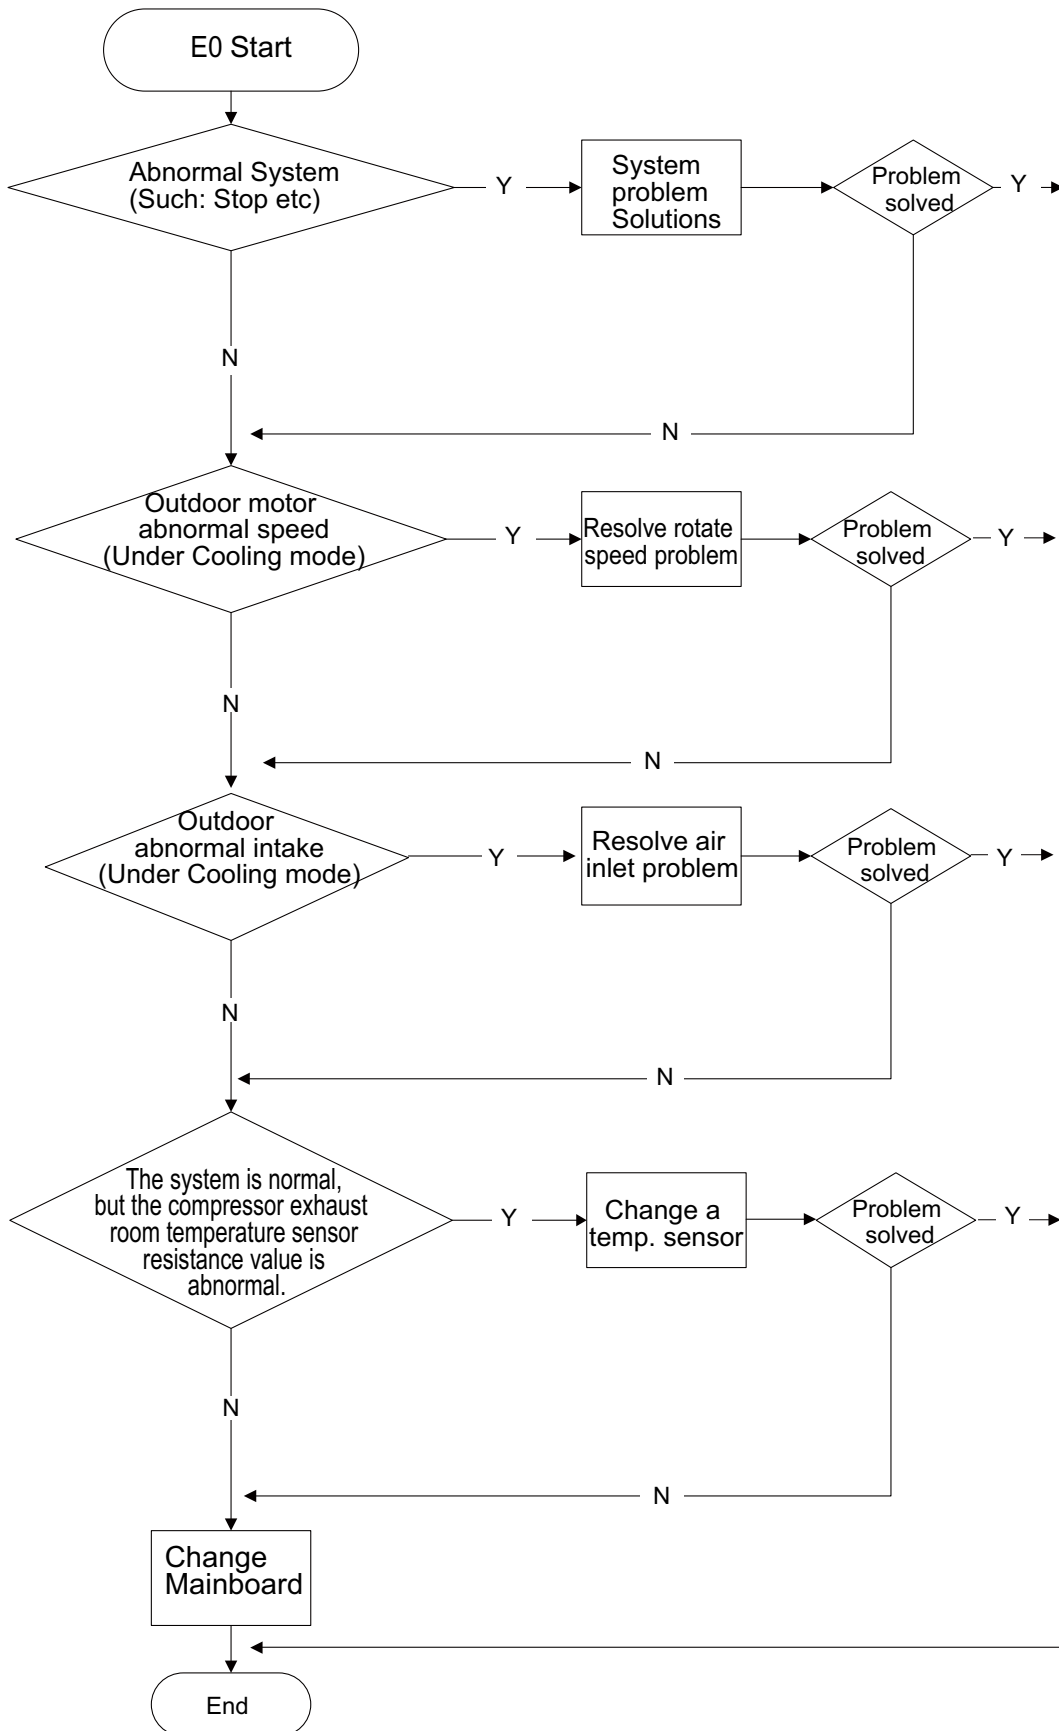 E0 Start
Abnormal System
(Such: Stop etc)
Y
System
problem
Solutions
Problem
solved
Y
N
N
Outdoor motor
abnormal speed
(Under Cooling mode)
Y
Resolve rotate
speed problem
Problem
solved
Y
N
N
Outdoor
abnormal intake
(Under Cooling mode)
Y
Resolve air
inlet problem
Problem
solved
Y
N
N
The system is normal,
but the compressor exhaust
room temperature sensor
resistance value is
abnormal.
Y
Change a
temp. sensor
Problem
solved
Y
N
N
Change
Mainboard
End